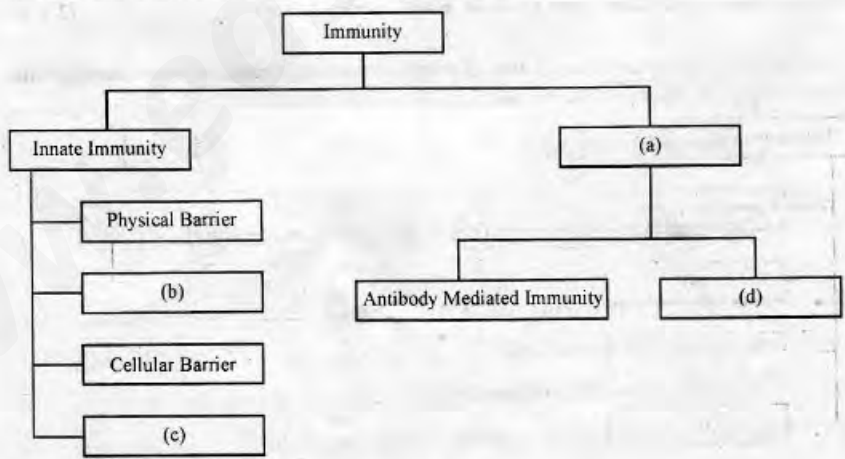 Immunity
Innate Immunity
(a)
Physical Barrier
(b)
Antibody Mediated Immunity
(d)
Cellular Barrier
(c)